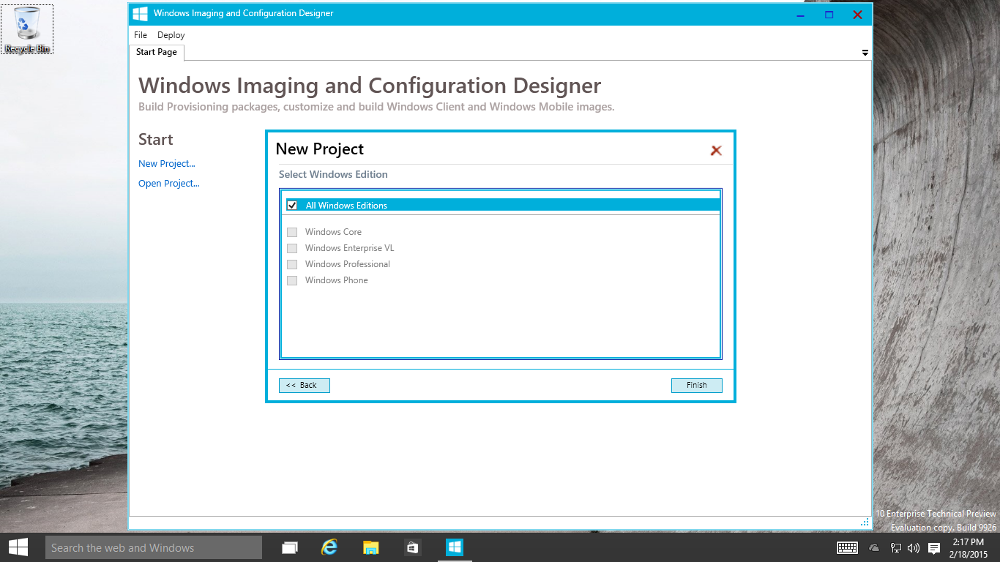 Recycle Bin
Windows Imaging and Configuration Designer
File Deploy
Start Page
Windows Imaging and Configuration Designer
Build Provisioning packages, customize and build Windows Client and Windows Mobile images.
Start
New Project...
Open Project...
New Project
Select Windows Edition
All Windows Editions
Windows Core
Windows Enterprise VL
Windows Professional
Windows Phone
<< Back
Finish
10 Enterprise Technical Preview
Evaluation copy. Build 9926
Search the web and Windows
2:17 PM
2/18/2015